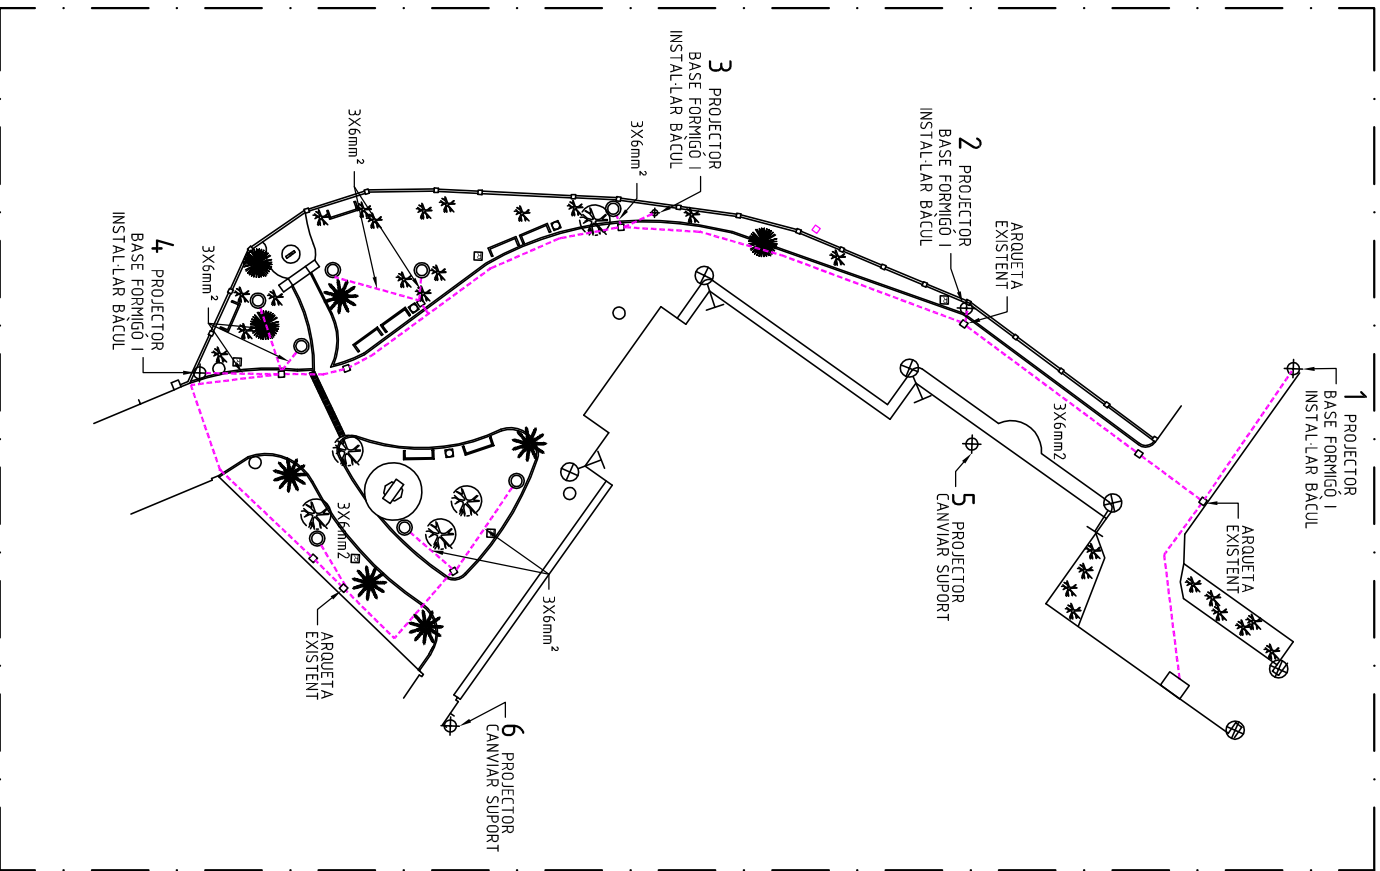 1 PROJECTOR
BASE FORMIGÓ I
INSTAL·LAR BÀCUL
ARQUETA
EXISTENT
2 PROJECTOR
BASE FORMIGÓ I
INSTAL·LAR BÀCUL
ARQUETA
EXISTENT
3X6mm2
3 PROJECTOR
BASE FORMIGÓ I
INSTAL·LAR BÀCUL
3X6mm²
3X6mm²
4 PROJECTOR
BASE FORMIGÓ I
INSTAL·LAR BÀCUL
3X6mm²
5 PROJECTOR
CANVIAR SUPORT
3X6mm²
3X6mm2
ARQUETA
EXISTENT
6 PROJECTOR
CANVIAR SUPORT